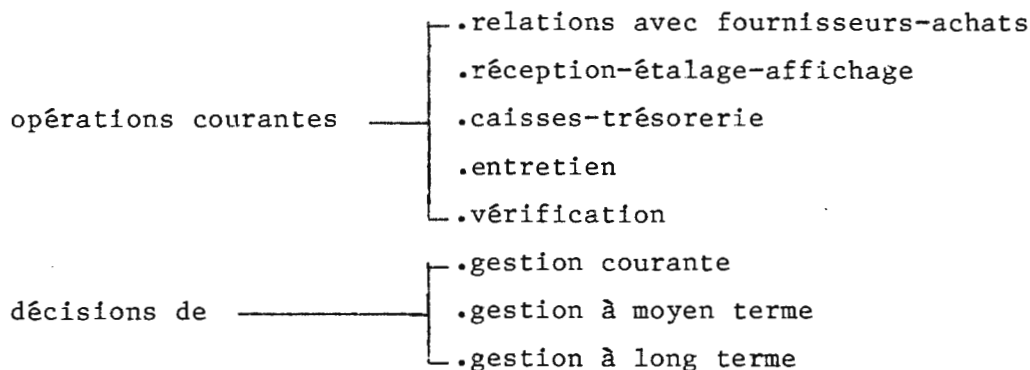 .relations avec fournisseurs-achats
.réception-étalage-affichage
opérations courantes .caisses-trésorerie
.entretien
.vérification
.gestion courante
décisions de .gestion à moyen terme
.gestion à long terme